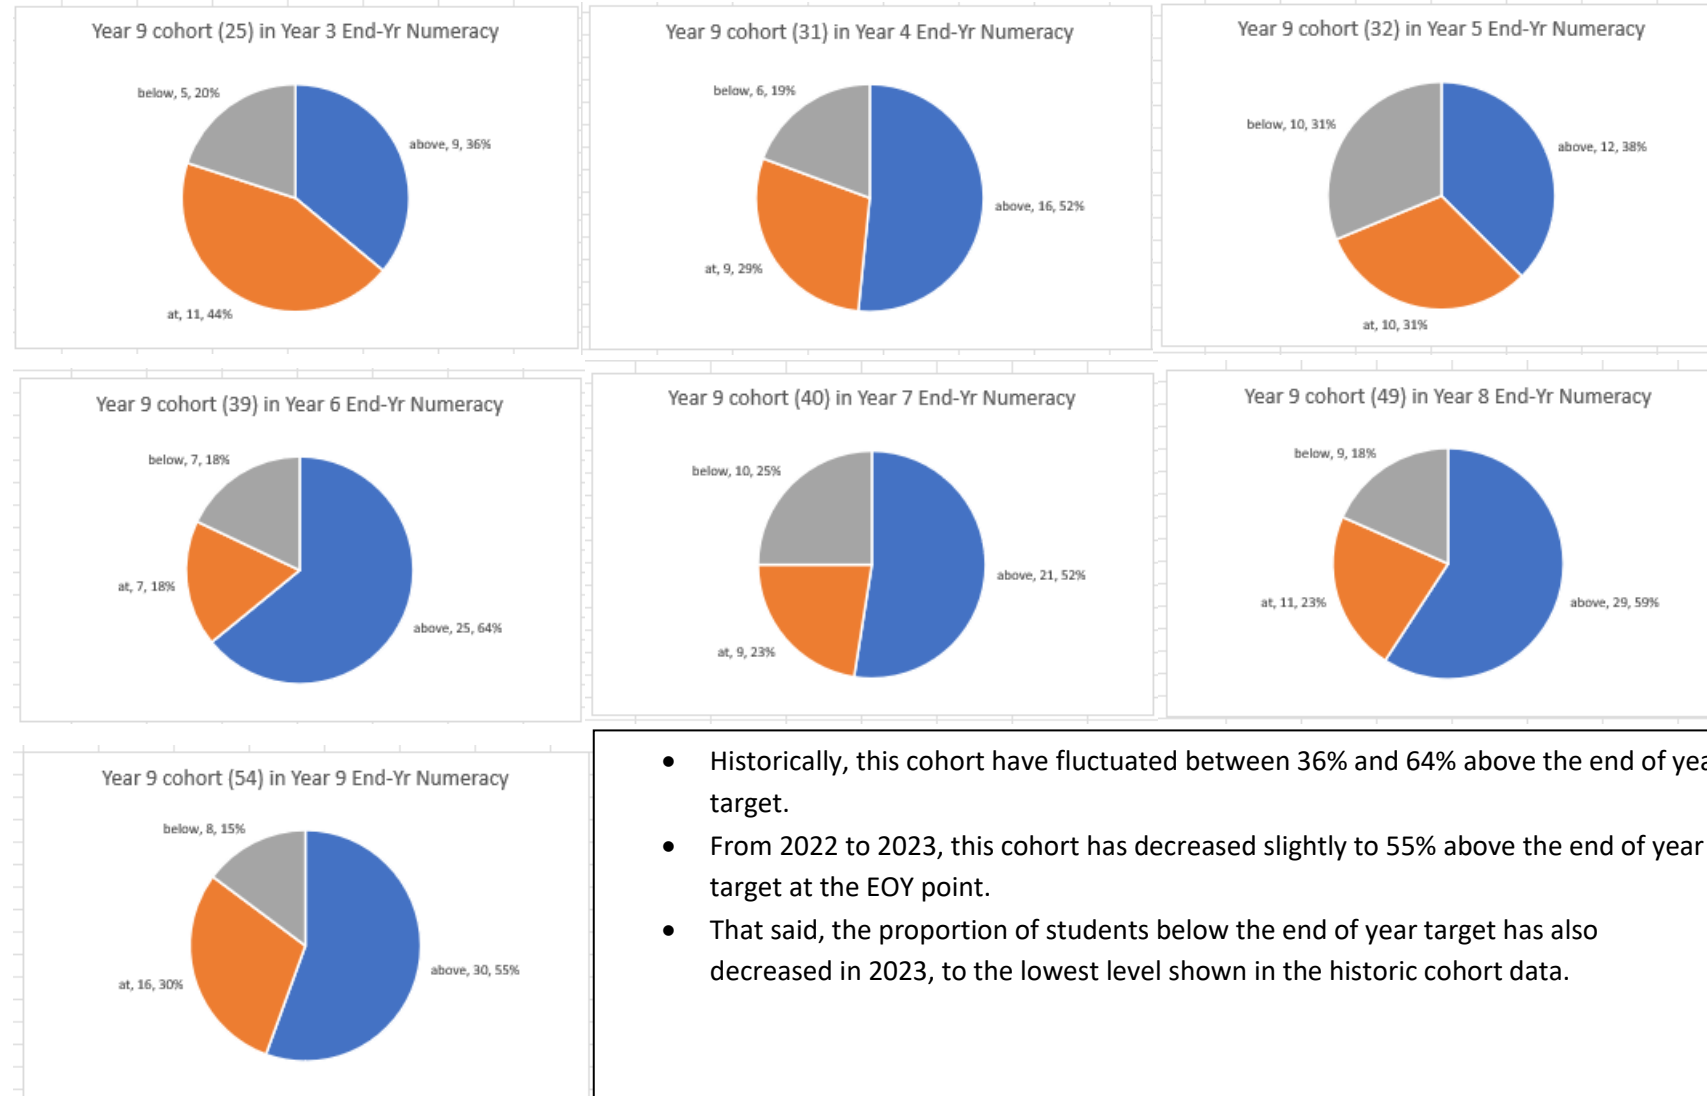 Year 9 cohort (25) in Year 3 End-Yr Numeracy
below, 5, 20%
above, 9, 36%
at, 11, 44%
Year 9 cohort (31) in Year 4 End-Yr Numeracy
below, 6, 19%
above, 16, 52%
at, 9, 29%
Year 9 cohort (32) in Year 5 End-Yr Numeracy
below, 10, 31%
above, 12, 38%
at, 10, 31%
Year 9 cohort (39) in Year 6 End-Yr Numeracy
below, 7, 18%
at, 7, 18%
above, 25, 64%
Year 9 cohort (40) in Year 7 End-Yr Numeracy
below, 10, 25%
above, 21, 52%
at, 9, 23%
Year 9 cohort (49) in Year 8 End-Yr Numeracy
below, 9, 18%
at, 11, 23%
above, 29, 59%
Year 9 cohort (54) in Year 9 End-Yr Numeracy
below, 8, 15%
above, 30, 55%
at, 16, 30%
• Historically, this cohort have fluctuated between 36% and 64% above the end of yea
target.
• From 2022 to 2023, this cohort has decreased slightly to 55% above the end of year
target at the EOY point.
• That said, the proportion of students below the end of year target has also
decreased in 2023, to the lowest level shown in the historic cohort data.